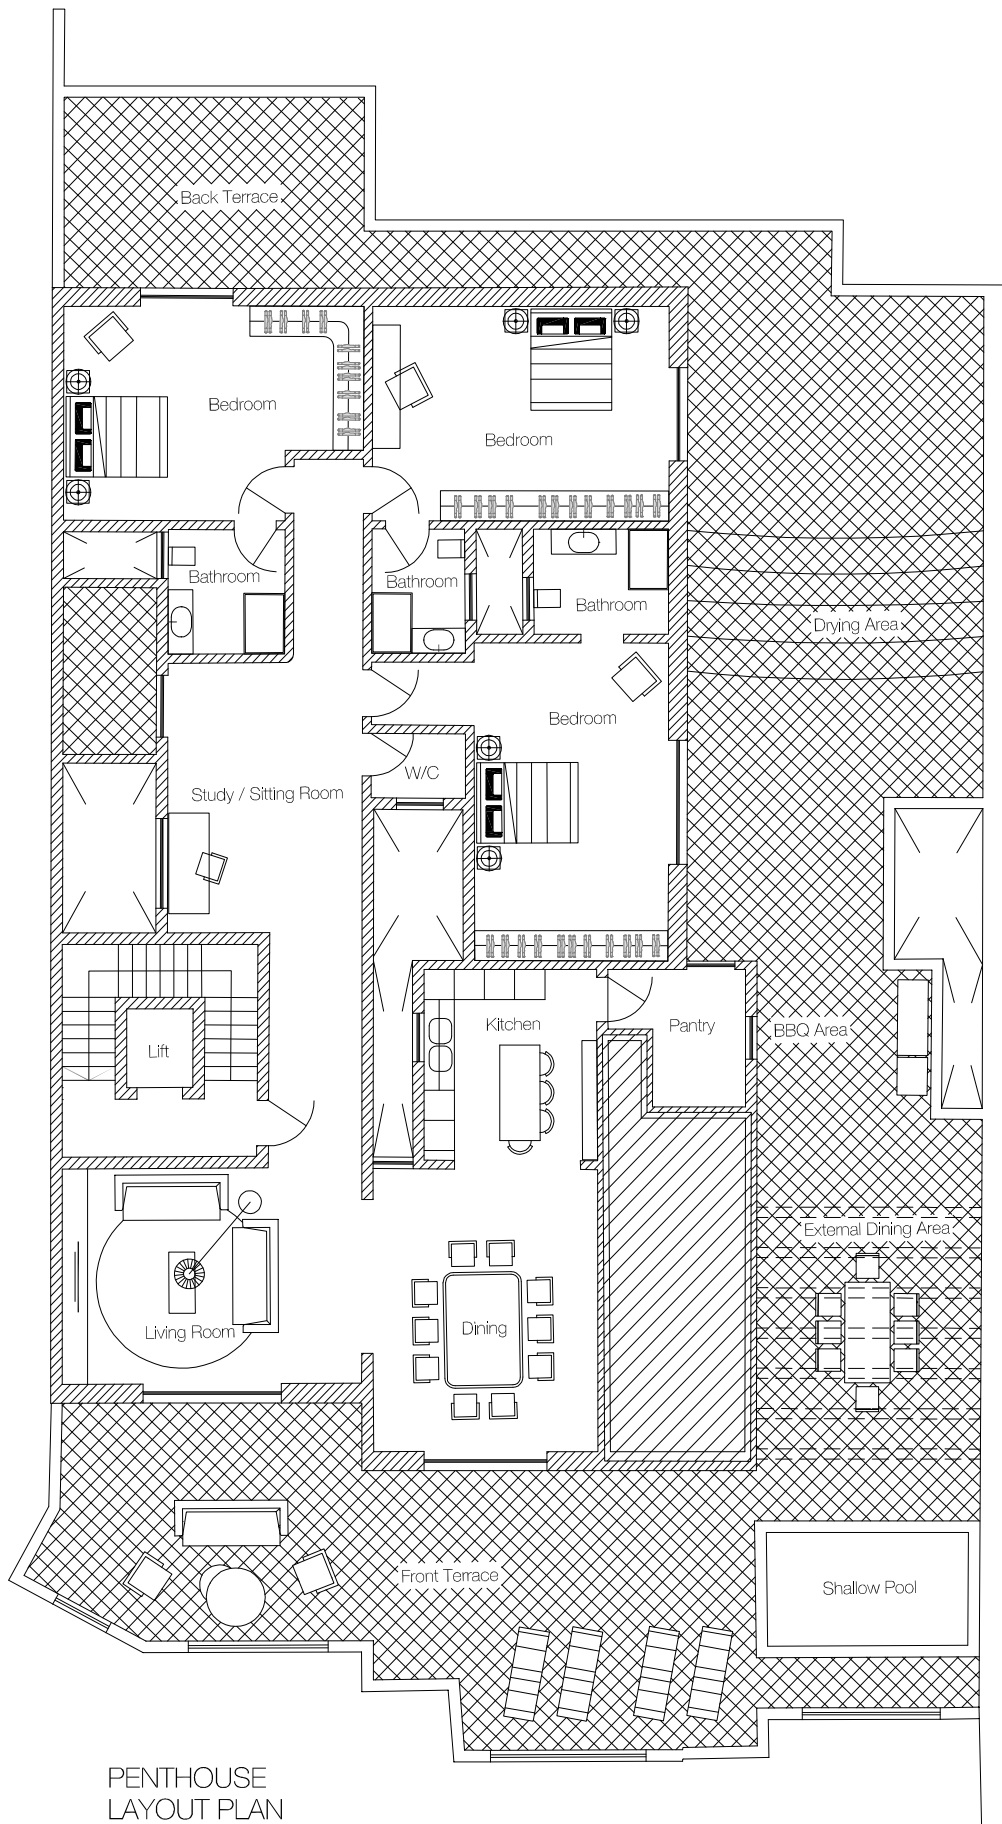 Back Terrace
Bedroom
Bedroom
Bathroom
Bathroom
Bathroom
Drying Area
Bedroom
W/C
Study / Sitting Room
Kitchen
Pantry
BBQ Area
Lift
External Dining Area
Living Room
Dining
Front Terrace
Shallow Pool
PENTHOUSE
LAYOUT PLAN